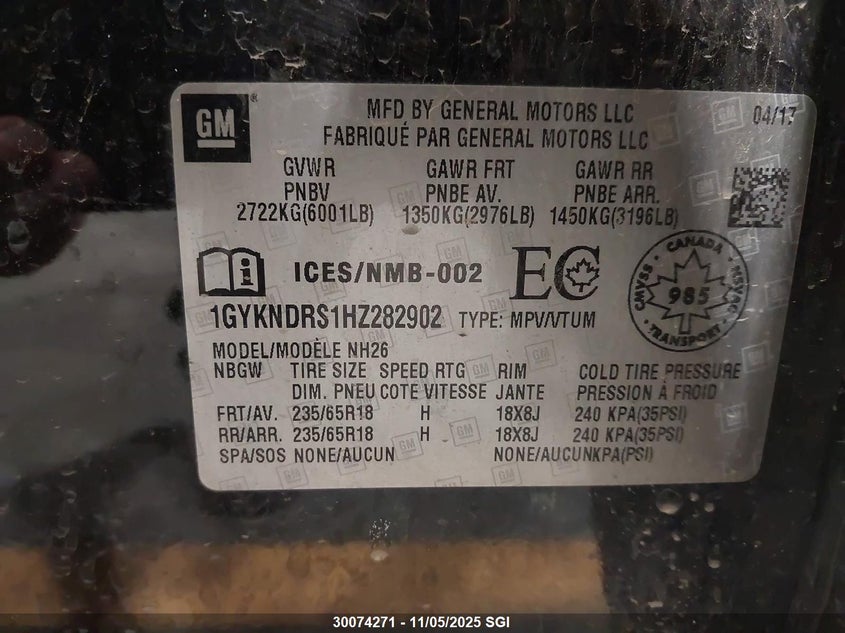 GM
MFD BY GENERAL MOTORS LLC 04/17
FABRIQUÉ PAR GENERAL MOTORS LLC
GVWR GAWR FRT GAWR RR
PNBV PNBE AV. PNBE ARR.
2722KG(6001LB) 1350KG(2976LB) 1450KG(3196LB)
ICES/NMB-002 EC
CANADA
CMVSS 985 NSVAC
TRANSPORT
1GYKNDRS1HZ282902 TYPE: MPV/VTUM
MODEL/MODÈLE NH26
NBGW TIRE SIZE SPEED RTG RIM COLD TIRE PRESSURE
DIM. PNEU COTE VITESSE JANTE PRESSION À FROID
FRT/AV. 235/65R18 H 18X8J 240 KPA(35PSI)
RR/ARR. 235/65R18 H 18X8J 240 KPA(35PSI)
SPA/SOS NONE/AUCUN NONE/AUCUNKPA(PSI)
30074271 - 11/05/2025 SGI